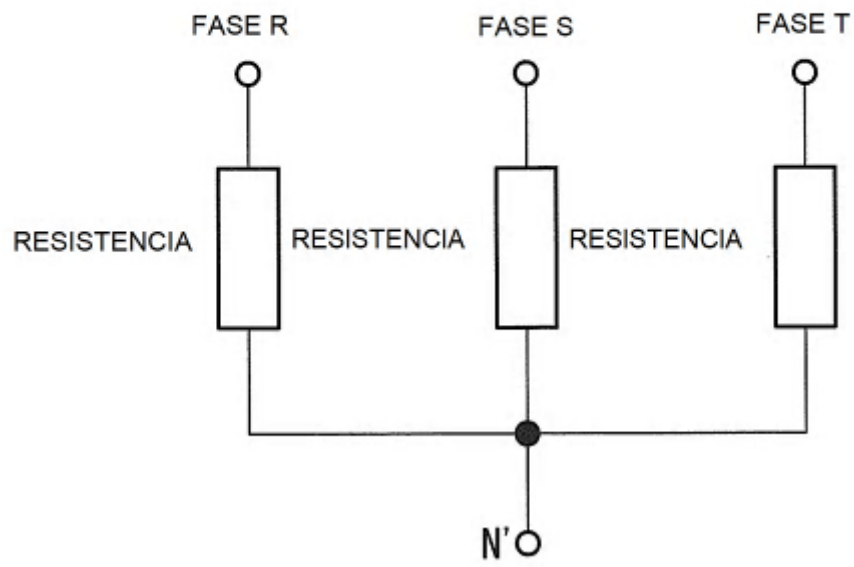 FASE R
FASE S
FASE T
RESISTENCIA
RESISTENCIA
RESISTENCIA
N'